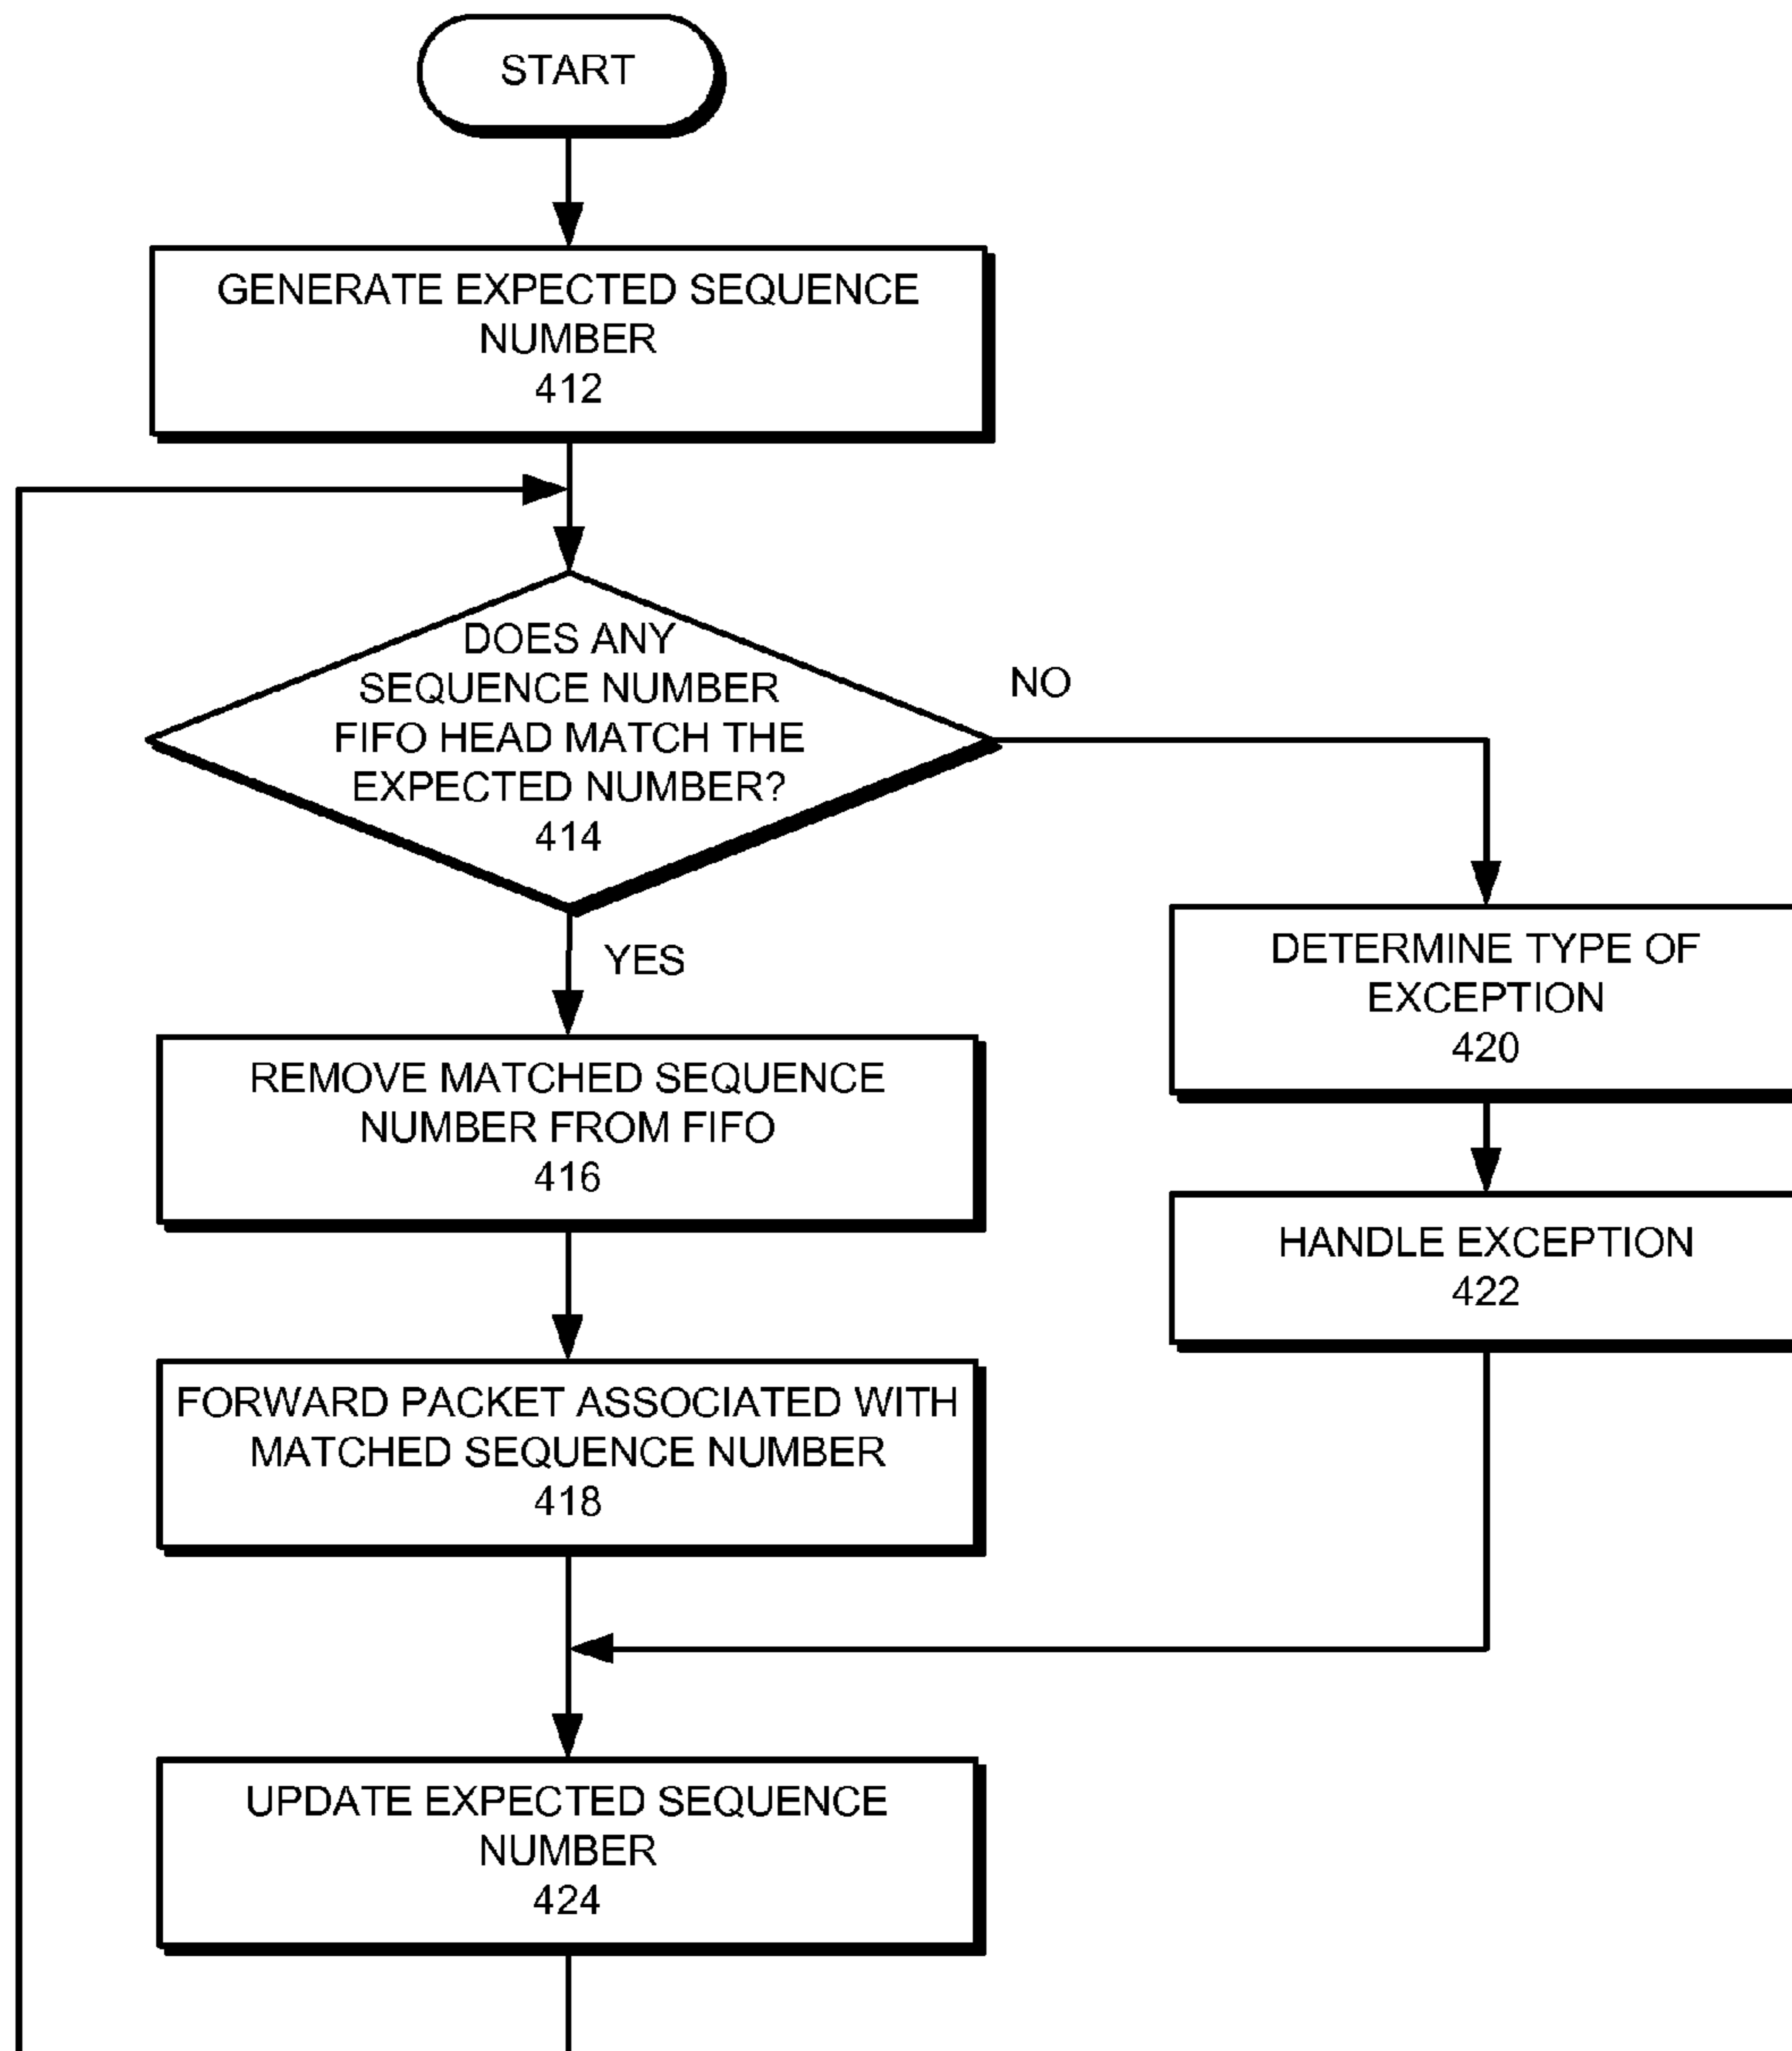 START
GENERATE EXPECTED SEQUENCE
NUMBER
412
DOES ANY
SEQUENCE NUMBER
FIFO HEAD MATCH THE
EXPECTED NUMBER?
414
NO
YES
REMOVE MATCHED SEQUENCE
NUMBER FROM FIFO
416
FORWARD PACKET ASSOCIATED WITH
MATCHED SEQUENCE NUMBER
418
DETERMINE TYPE OF
EXCEPTION
420
HANDLE EXCEPTION
422
UPDATE EXPECTED SEQUENCE
NUMBER
424